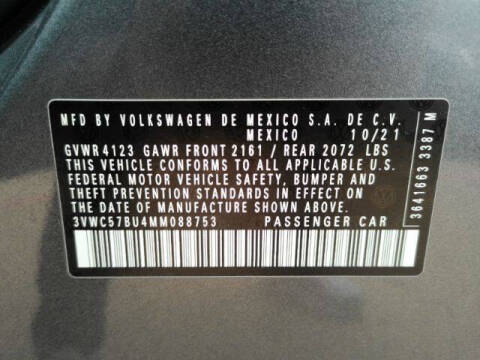 MFD BY VOLKSWAGEN DE MEXICO S.A. DE C.V.
MEXICO 10/21
GVWR 4123 GAWR FRONT 2161 / REAR 2072 LBS
THIS VEHICLE CONFORMS TO ALL APPLICABLE U.S.
FEDERAL MOTOR VEHICLE SAFETY, BUMPER AND
THEFT PREVENTION STANDARDS IN EFFECT ON THE
DATE OF MANUFACTURE SHOWN ABOVE
3VWC57BU4MM088753 PASSENGER CAR
3641663 3387 M